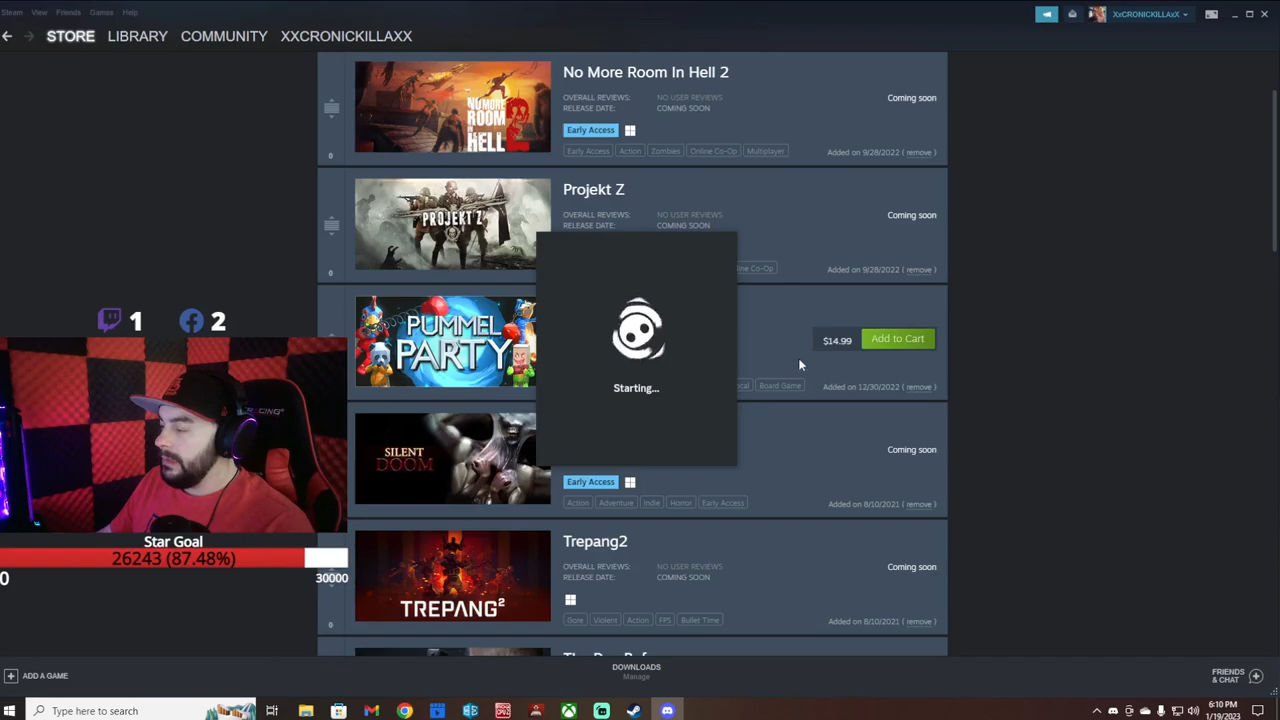 Steam View Friends Games Help
XxCRONICKILLAxX
STORE LIBRARY COMMUNITY XXCRONICKILLAXX
No More Room In Hell 2
NO MORE ROOM IN HELL 2
OVERALL REVIEWS: NO USER REVIEWS
RELEASE DATE: COMING SOON
Coming soon
Early Access
Early Access Action Zombies Online Co-Op Multiplayer
0
Added on 9/28/2022 ( remove )
Projekt Z
PROJEKT Z
OVERALL REVIEWS: NO USER REVIEWS
RELEASE DATE: COMING SOON
Coming soon
Co-Op
0
Added on 9/28/2022 ( remove )
PUMMEL PARTY
$14.99 Add to Cart
Board Game
Added on 12/30/2022 ( remove )
Starting...
1 2
SILENT DOOM
Coming soon
Early Access
Action Adventure Indie Horror Early Access
Added on 8/10/2021 ( remove )
Star Goal
26243 (87.48%)
0 30000
Trepang2
TREPANG²
OVERALL REVIEWS: NO USER REVIEWS
RELEASE DATE: COMING SOON
Coming soon
Gore Violent Action FPS Bullet Time
0
Added on 8/10/2021 ( remove )
ADD A GAME
DOWNLOADS
Manage
FRIENDS
& CHAT
Type here to search
6:10 PM
1/19/2023